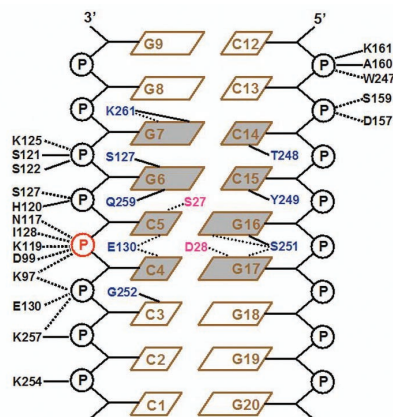 3' 5'
G9 C12
K161
P P A160
W247
G8 C13
S159
P K261 P
D157
G7 C14
K125
S121 P S127 T248 P
S122
G6 C15
S127
H120 P Q259 S27 Y249 P
N117
I128 C5 G16
K119 P E130 D28 S251 P
D99
C4 G17
K97
P G252 P
E130
C3 G18
K257 P P
C2 G19
K254 P P
C1 G20